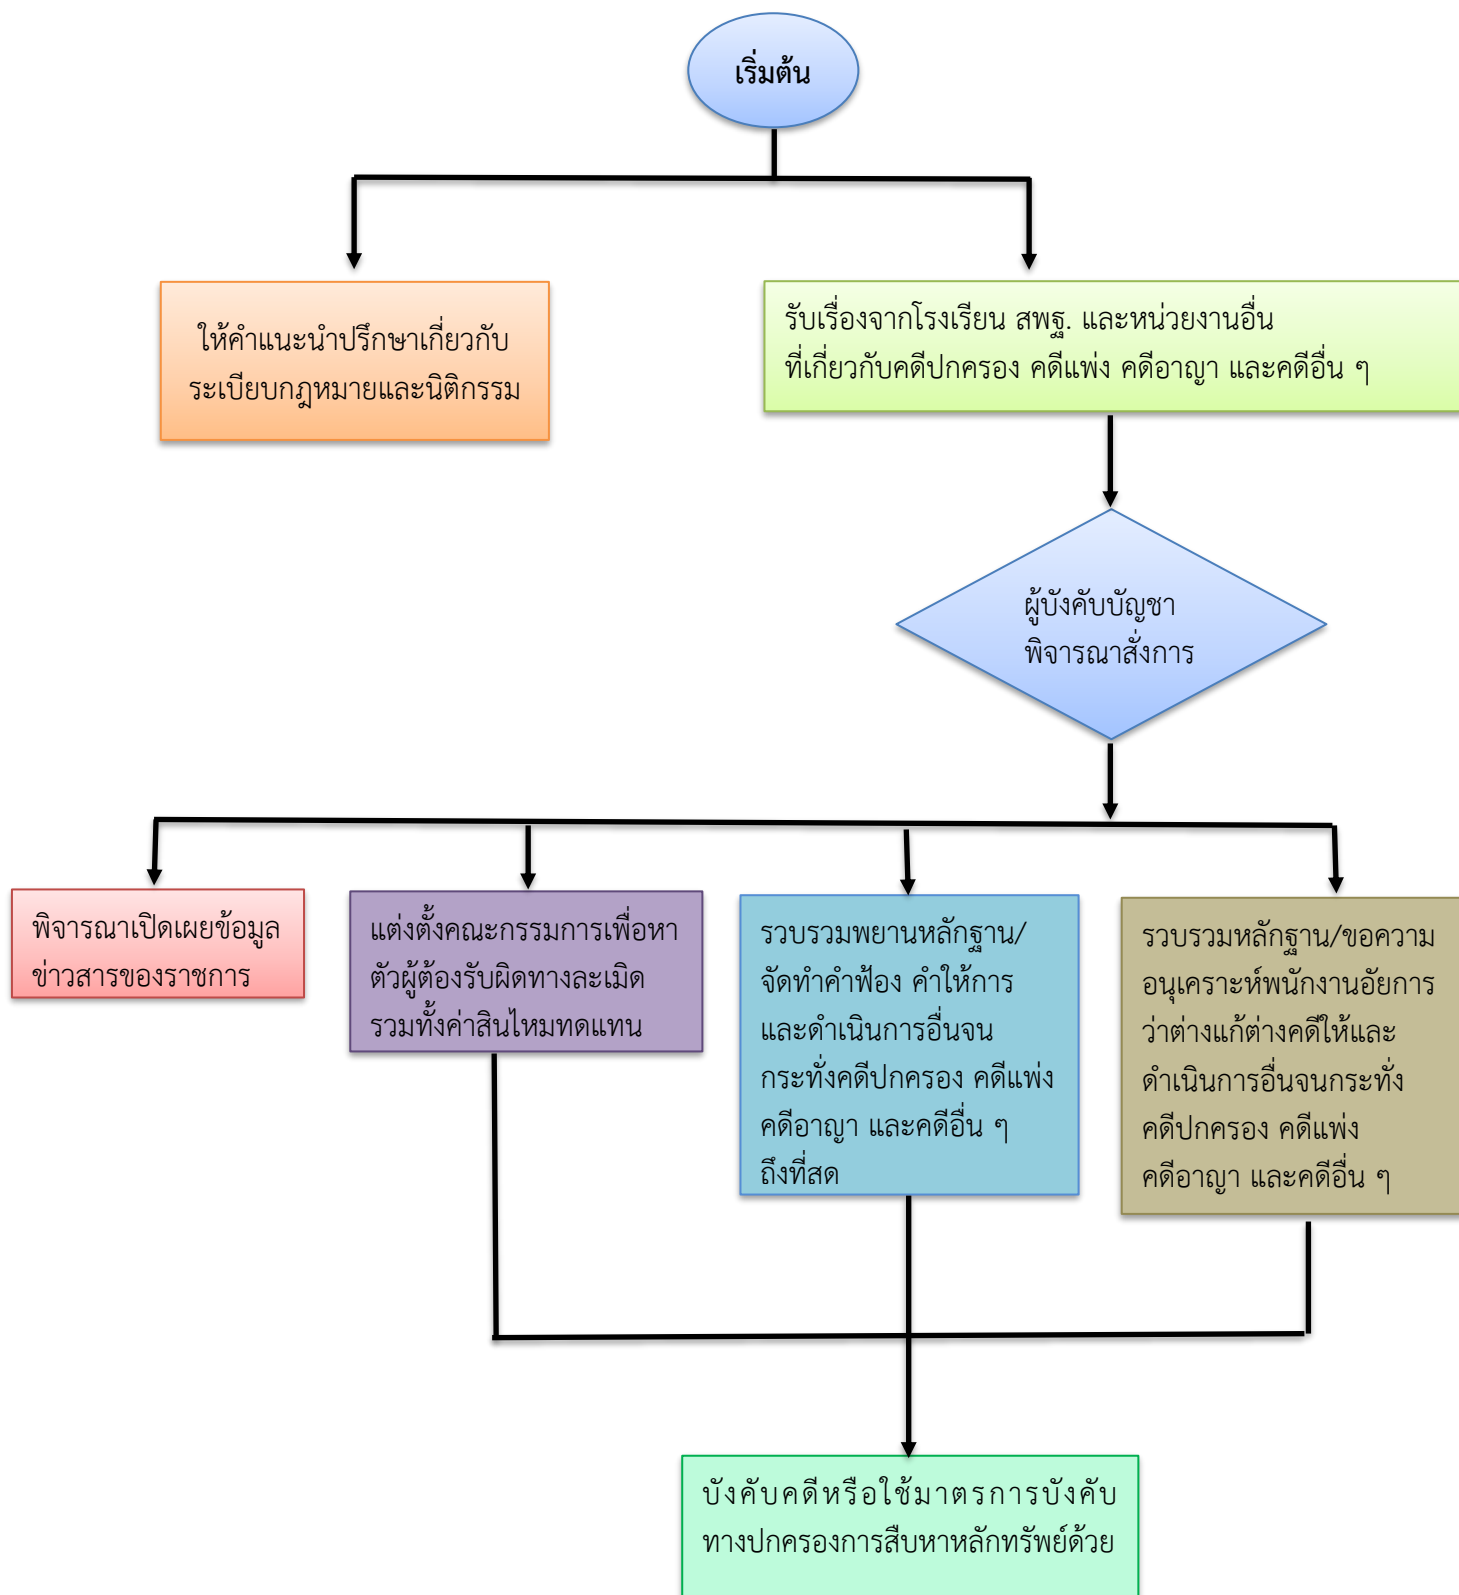 เริ่มต้น
ให้คำแนะนำปรึกษาเกี่ยวกับ
ระเบียบกฎหมายและนิติกรรม
รับเรื่องจากโรงเรียน สพฐ. และหน่วยงานอื่น
ที่เกี่ยวกับคดีปกครอง คดีแพ่ง คดีอาญา และคดีอื่น ๆ
ผู้บังคับบัญชา
พิจารณาสั่งการ
พิจารณาเปิดเผยข้อมูล
ข่าวสารของราชการ
แต่งตั้งคณะกรรมการเพื่อหา
ตัวผู้ต้องรับผิดทางละเมิด
รวมทั้งค่าสินไหมทดแทน
รวบรวมพยานหลักฐาน/
จัดทำคำฟ้อง คำให้การ
และดำเนินการอื่นจน
กระทั่งคดีปกครอง คดีแพ่ง
คดีอาญา และคดีอื่น ๆ
ถึงที่สด
รวบรวมหลักฐาน/ขอความ
อนุเคราะห์พนักงานอัยการ
ว่าต่างแก้ต่างคดีให้และ
ดำเนินการอื่นจนกระทั่ง
คดีปกครอง คดีแพ่ง
คดีอาญา และคดีอื่น ๆ
บังคับคดีหรือใช้มาตรการบังคับ
ทางปกครองการสืบหาหลักทรัพย์ด้วย